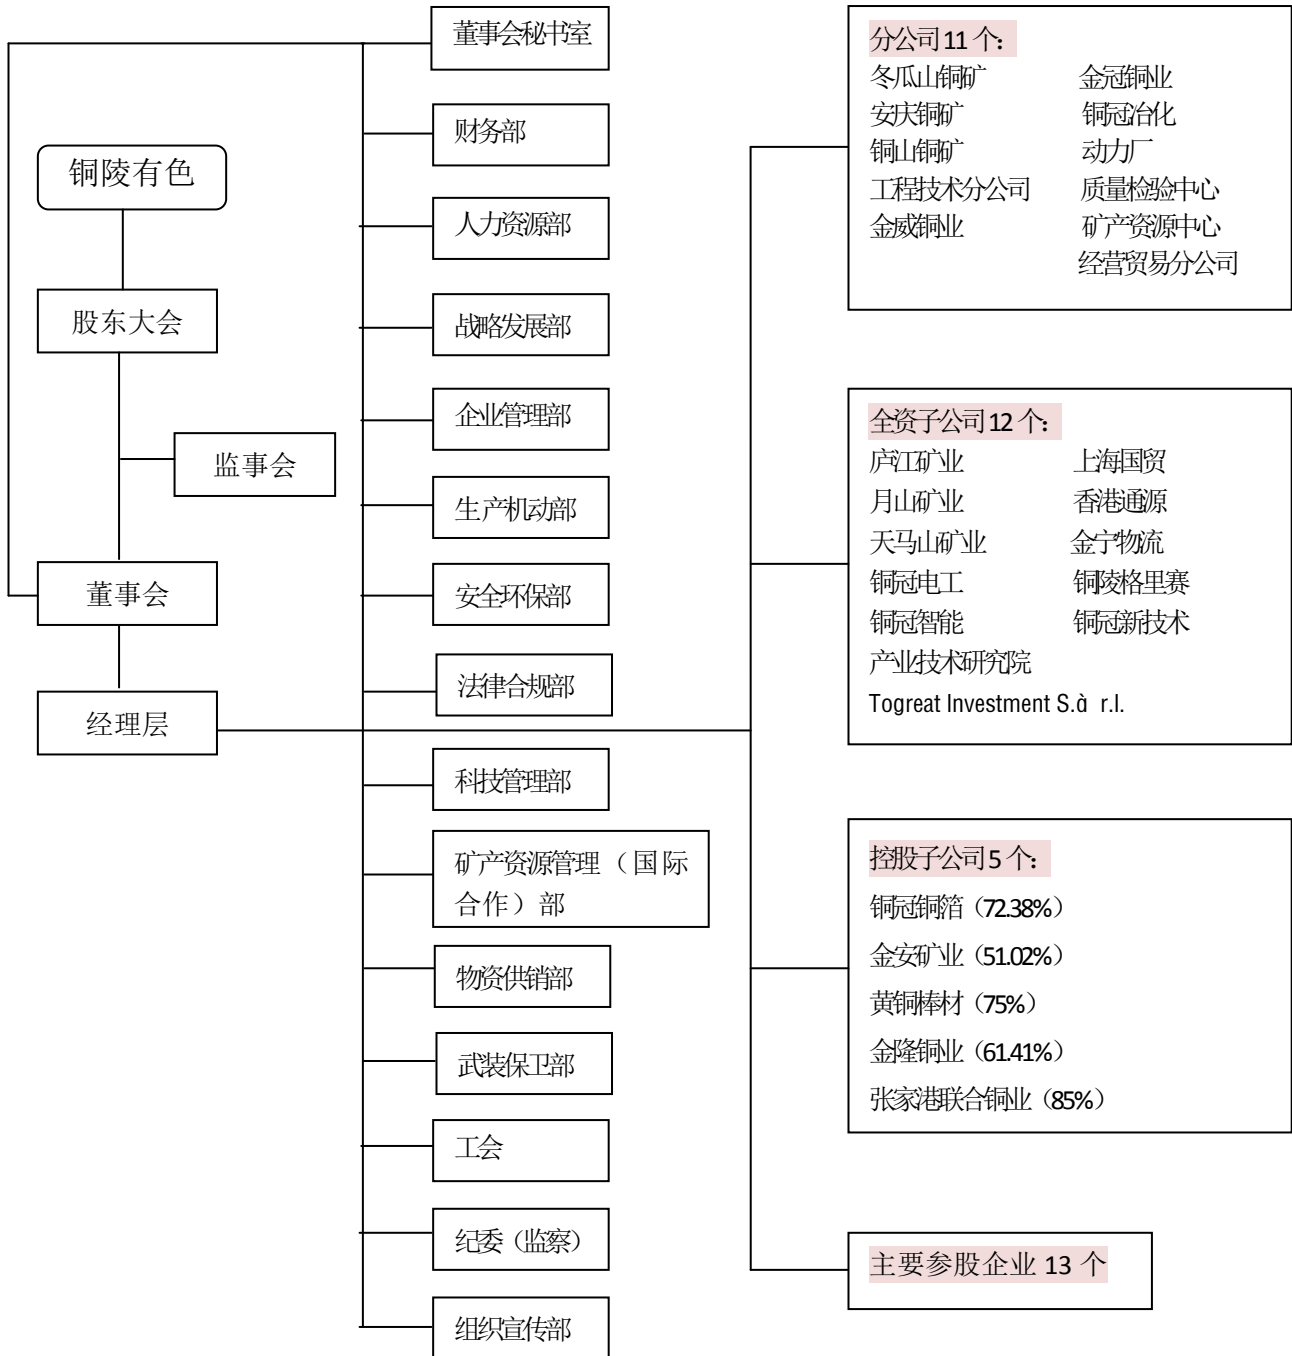 铜陵有色
股东大会
监事会
董事会
经理层
董事会秘书室
财务部
人力资源部
战略发展部
企业管理部
生产机动部
安全环保部
法律合规部
科技管理部
矿产资源管理（国际
合作）部
物资供销部
武装保卫部
工会
纪委（监察）
组织宣传部
分公司11个：
冬瓜山铜矿 金冠铜业
安庆铜矿 铜冠冶化
铜山铜矿 动力厂
工程技术分公司 质量检验中心
金威铜业 矿产资源中心
经营贸易分公司
全资子公司12个：
庐江矿业 上海国贸
月山矿业 香港通源
天马山矿业 金宁物流
铜冠电工 铜陵格里赛
铜冠智能 铜冠新技术
产业技术研究院
Togreat Investment S.à r.l.
控股子公司5个：
铜冠铜箔（72.38%）
金安矿业（51.02%）
黄铜棒材（75%）
金隆铜业（61.41%）
张家港联合铜业（85%）
主要参股企业 13 个